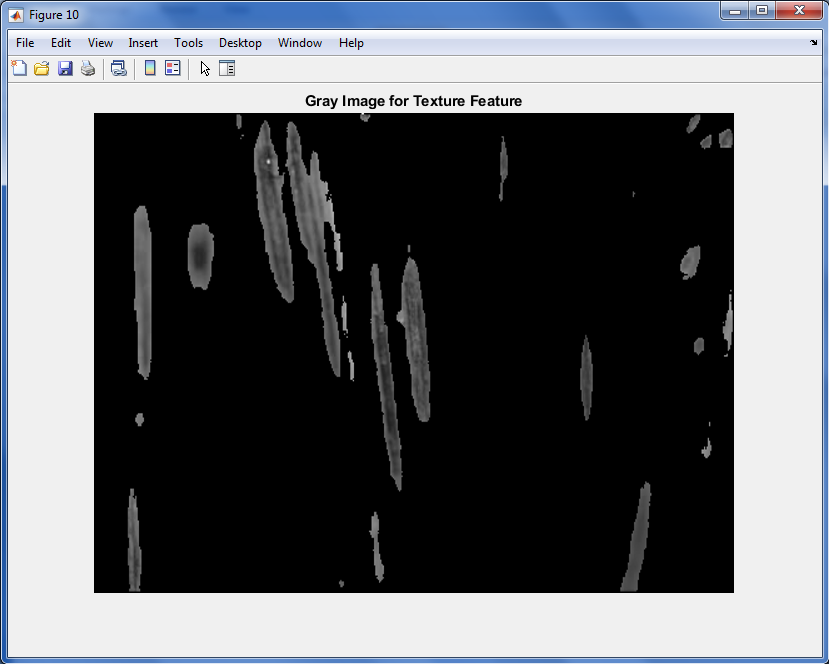 Figure 10
File Edit View Insert Tools Desktop Window Help
Gray Image for Texture Feature